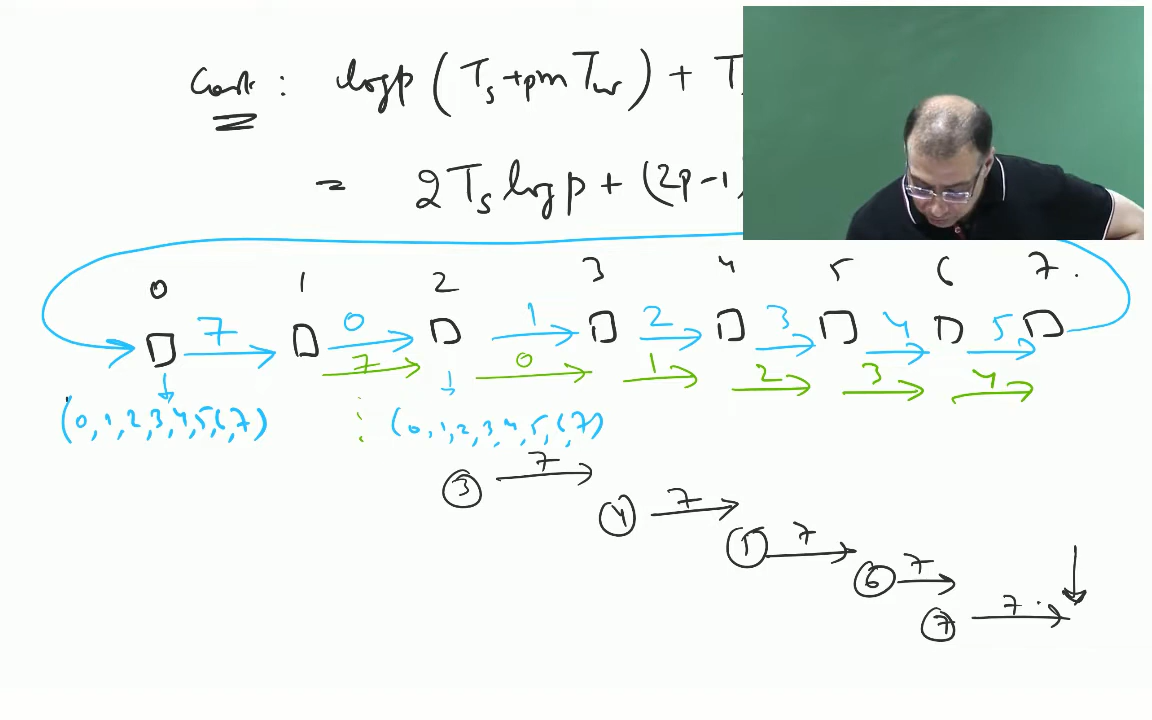 Cost : log p ( Ts + pm Tw ) + T
= 2 Ts log p + (2p-1)
0 1 2 3 4 5 6 7
7 0 1 2 3 4 5
7 0 1 2 3 4
(0,1,2,3,4,5,6,7) (0,1,2,3,4,5,6,7)
3 7
4 7
5 7
6 7
7 7